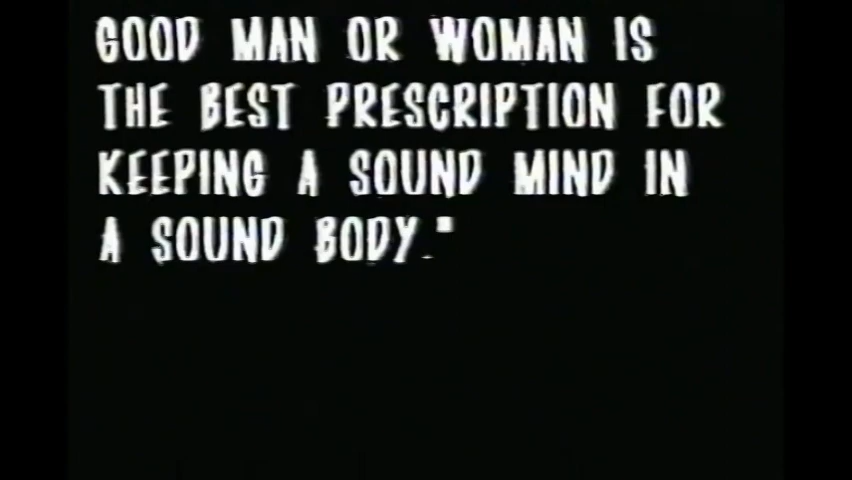 GOOD MAN OR WOMAN IS
THE BEST PRESCRIPTION FOR
KEEPING A SOUND MIND IN
A SOUND BODY."